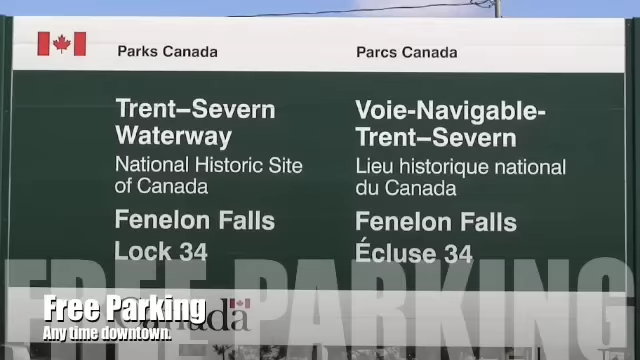 Parks Canada
Parcs Canada
Trent–Severn
Waterway
National Historic Site
of Canada
Fenelon Falls
Lock 34
Voie-Navigable-
Trent–Severn
Lieu historique national
du Canada
Fenelon Falls
Écluse 34
FREE PARKING
Free Parking
Any time downtown.
Canada